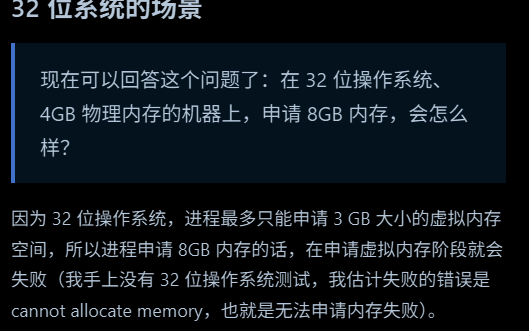 32 位系统的场景
现在可以回答这个问题了：在 32 位操作系统、
4GB 物理内存的机器上，申请 8GB 内存，会怎么
样？
因为 32 位操作系统，进程最多只能申请 3 GB 大小的虚拟内存
空间，所以进程申请 8GB 内存的话，在申请虚拟内存阶段就会
失败（我手上没有 32 位操作系统测试，我估计失败的错误是
cannot allocate memory，也就是无法申请内存失败）。